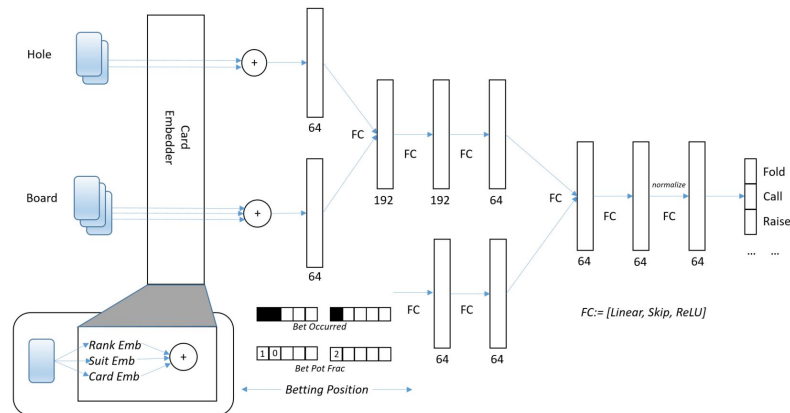 Hole
+
64
Card
Embedder
FC
192
FC
192
FC
64
Board
+
64
FC
64
FC
64
normalize
FC
64
Fold
Call
Raise
... ...
FC
64
FC
64
FC:= [Linear, Skip, ReLU]
Bet Occurred
1 0
2
Bet Pot Frac
Betting Position
Rank Emb
Suit Emb
Card Emb
+